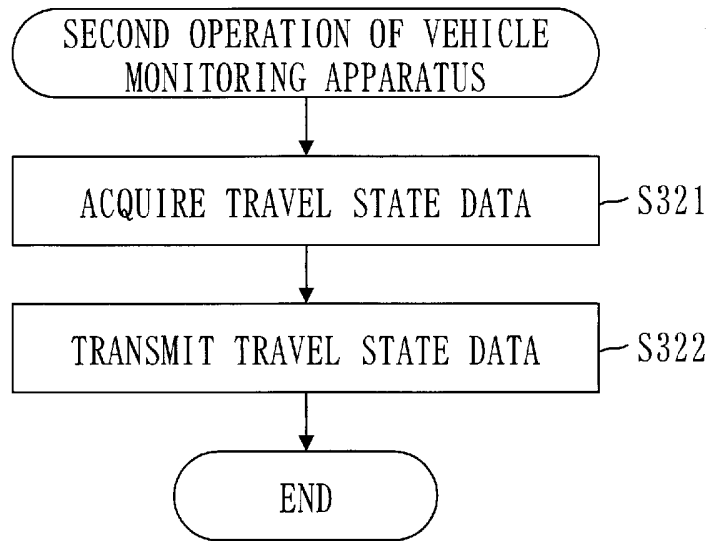 SECOND OPERATION OF VEHICLE
MONITORING APPARATUS
ACQUIRE TRAVEL STATE DATA
S321
TRANSMIT TRAVEL STATE DATA
S322
END